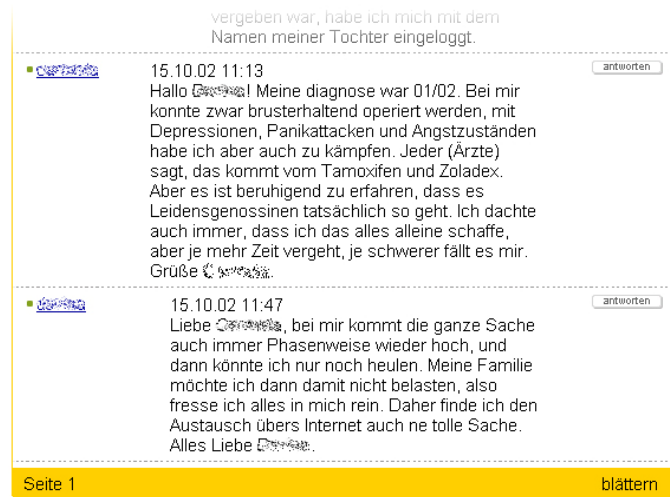 vergeben war, habe ich mich mit dem
Namen meiner Tochter eingeloggt.
15.10.02 11:13
antworten
Hallo ! Meine diagnose war 01/02. Bei mir
konnte zwar brusterhaltend operiert werden, mit
Depressionen, Panikattacken und Angstzuständen
habe ich aber auch zu kämpfen. Jeder (Ärzte)
sagt, das kommt vom Tamoxifen und Zoladex.
Aber es ist beruhigend zu erfahren, dass es
Leidensgenossinen tatsächlich so geht. Ich dachte
auch immer, dass ich das alles alleine schaffe,
aber je mehr Zeit vergeht, je schwerer fällt es mir.
Grüße .
15.10.02 11:47
antworten
Liebe , bei mir kommt die ganze Sache
auch immer Phasenweise wieder hoch, und
dann könnte ich nur noch heulen. Meine Familie
möchte ich dann damit nicht belasten, also
fresse ich alles in mich rein. Daher finde ich den
Austausch übers Internet auch ne tolle Sache.
Alles Liebe .
Seite 1
blättern